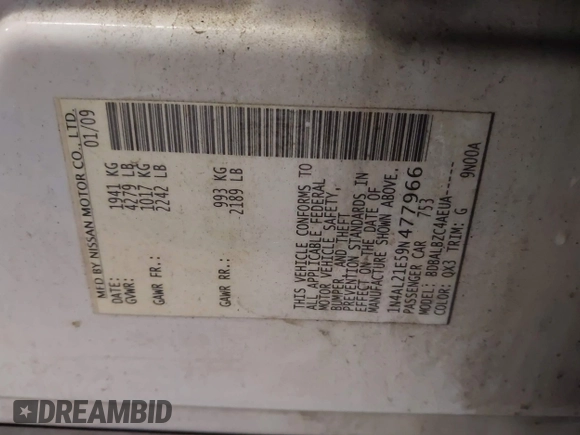 MFD BY NISSAN MOTOR CO., LTD.
01/09
GVWR: 1941 KG
4279 LB
GAWR FR: 1017 KG
2242 LB
GAWR RR: 993 KG
2189 LB
THIS VEHICLE CONFORMS TO
ALL APPLICABLE FEDERAL
MOTOR VEHICLE SAFETY,
BUMPER, AND THEFT
PREVENTION STANDARDS IN
EFFECT ON THE DATE OF
MANUFACTURE SHOWN ABOVE.
1N4AL21E59N477966
PASSENGER CAR 753
MODEL: BDBALBZC4AEUA-----
COLOR: QX3 TRIM: G 9N00A
DREAMBID